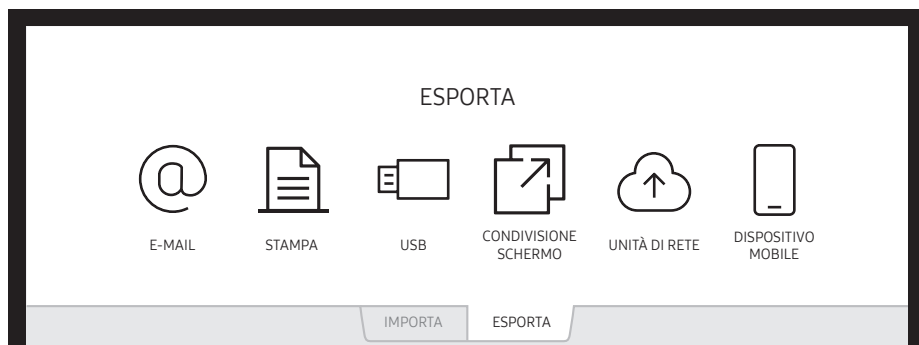 ESPORTA
E-MAIL
STAMPA
USB
CONDIVISIONE
SCHERMO
UNITÀ DI RETE
DISPOSITIVO
MOBILE
IMPORTA
ESPORTA